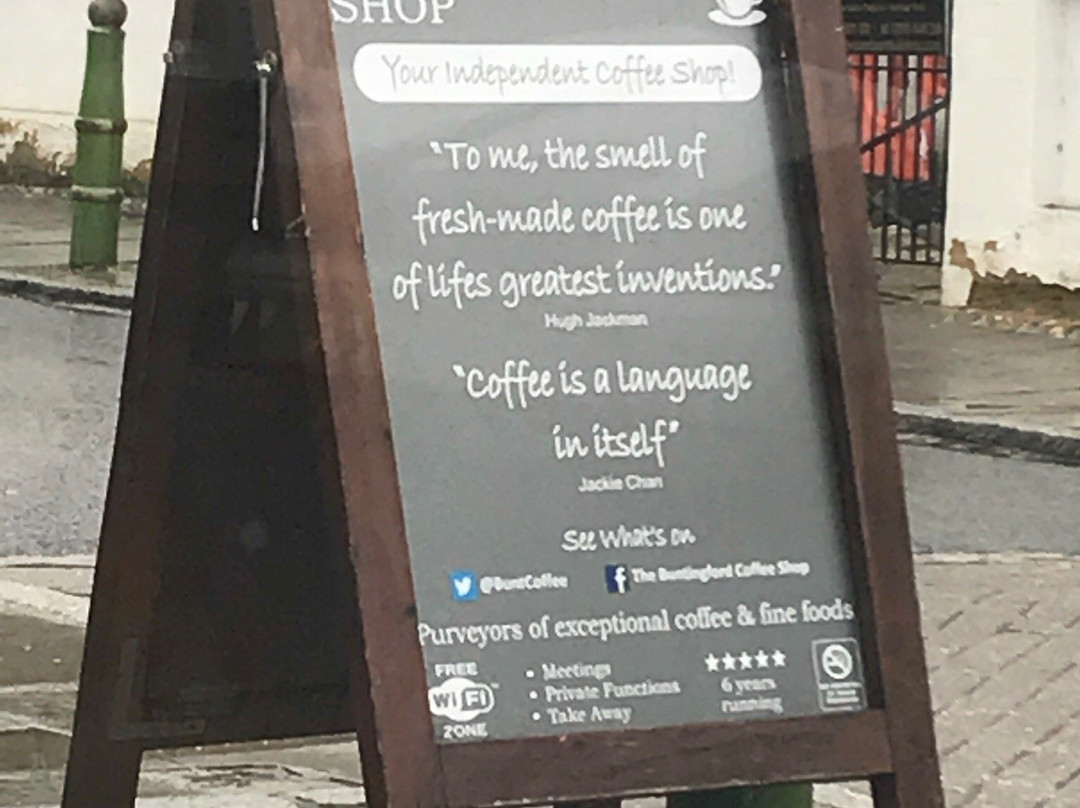 SHOP
Your Independent Coffee Shop!
"To me, the smell of
fresh-made coffee is one
of lifes greatest inventions."
Hugh Jackman
"Coffee is a language
in itself"
Jackie Chan
See What's on
@BuntCoffee
The Buntingford Coffee Shop
Purveyors of exceptional coffee & fine foods
FREE
WiFi
ZONE
• Meetings
• Private Functions
• Take Away
★★★★★
6 years
running